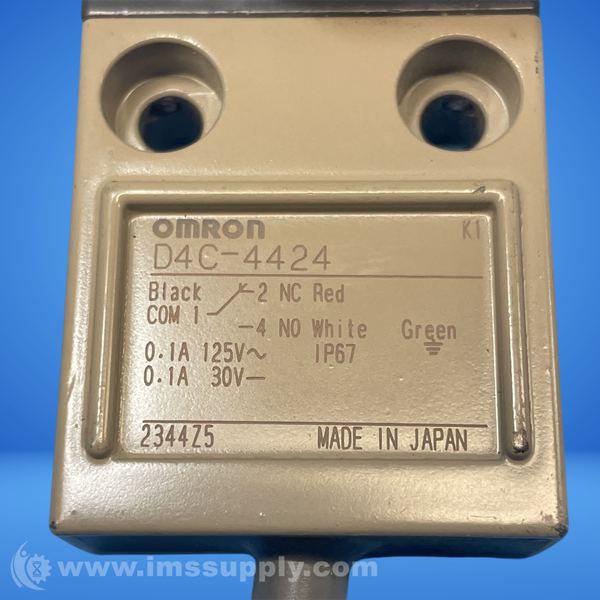 OMRON K1
D4C-4424
Black 2 NC Red
COM 1
4 NO White Green
0.1A 125V~ IP67
0.1A 30V⎓
2344Z5 MADE IN JAPAN
www.imssupply.com